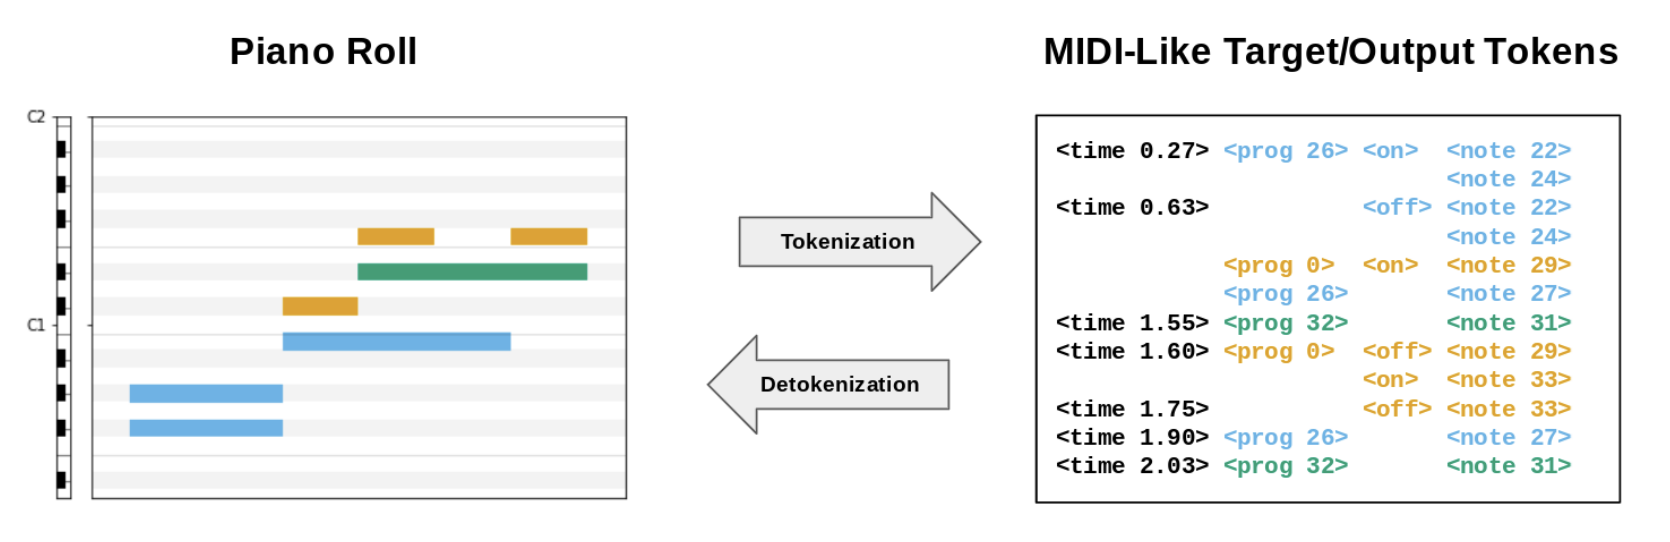 Piano Roll
C2
C1
Tokenization
Detokenization
MIDI-Like Target/Output Tokens
<time 0.27> <prog 26> <on> <note 22>
<note 24>
<time 0.63> <off> <note 22>
<note 24>
<prog 0> <on> <note 29>
<prog 26> <note 27>
<time 1.55> <prog 32> <note 31>
<time 1.60> <prog 0> <off> <note 29>
<on> <note 33>
<time 1.75> <off> <note 33>
<time 1.90> <prog 26> <note 27>
<time 2.03> <prog 32> <note 31>